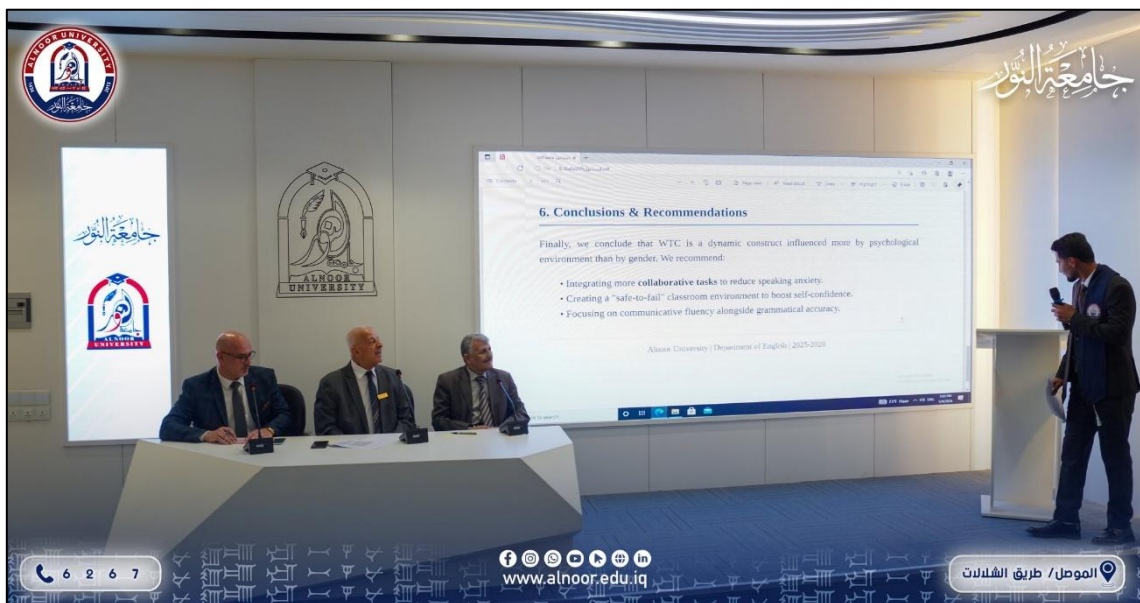 ALNOOR UNIVERSITY
جامعة النور
جامعة النور
ALNOOR
UNIVERSITY
ALNOOR
UNIVERSITY
6. Conclusions & Recommendations
Finally, we conclude that WTC is a dynamic construct influenced more by psychological
environment than by gender. We recommend:
• Integrating more collaborative tasks to reduce speaking anxiety.
• Creating a "safe-to-fail" classroom environment to boost self-confidence.
• Focusing on communicative fluency alongside grammatical accuracy.
Alnoor University | Department of English | 2025-2026
6267
www.alnoor.edu.iq
الموصل/ طريق الشلالات